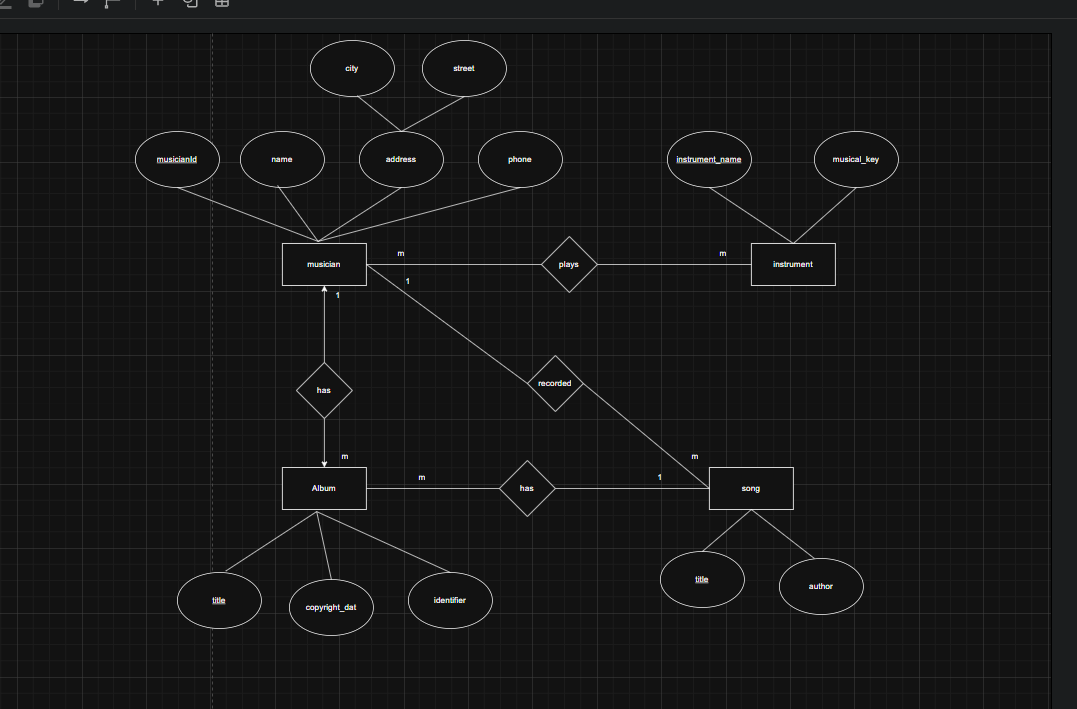 city
street
musicianId
name
address
phone
instrument_name
musical_key
m
m
musician
plays
instrument
1
1
has
recorded
m
m
m
1
Album
has
song
title
author
title
copyright_dat
identifier